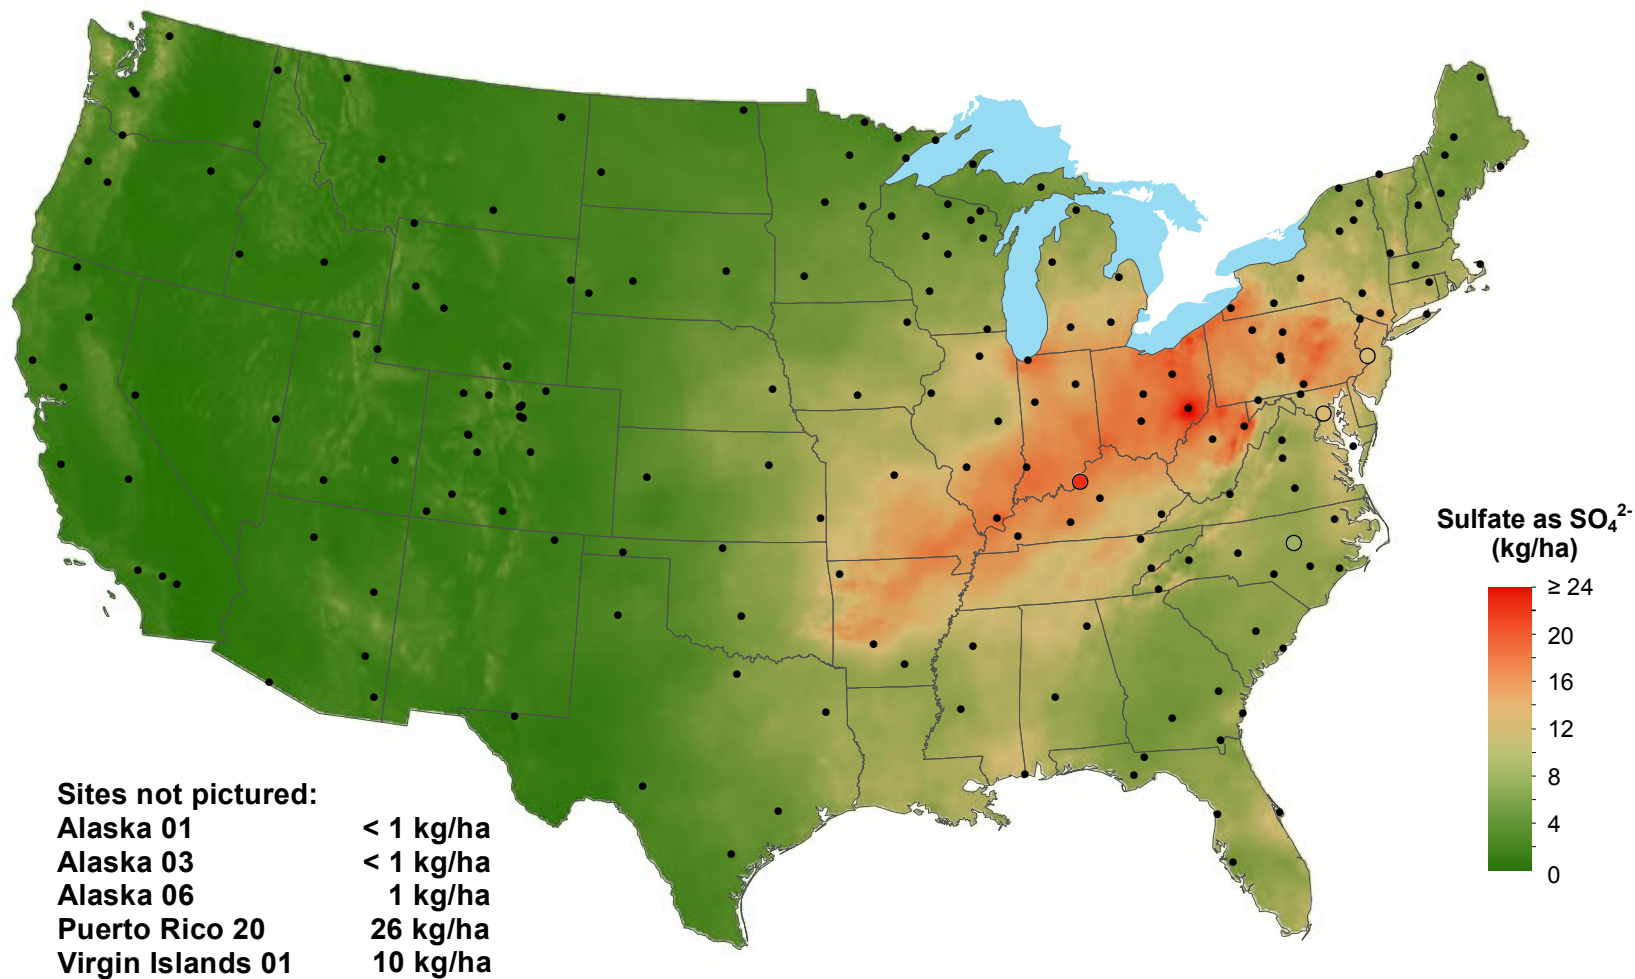 Sulfate as SO₄²⁻
(kg/ha)
≥ 24
20
16
12
8
4
0
Sites not pictured:
Alaska 01 < 1 kg/ha
Alaska 03 < 1 kg/ha
Alaska 06 1 kg/ha
Puerto Rico 20 26 kg/ha
Virgin Islands 01 10 kg/ha